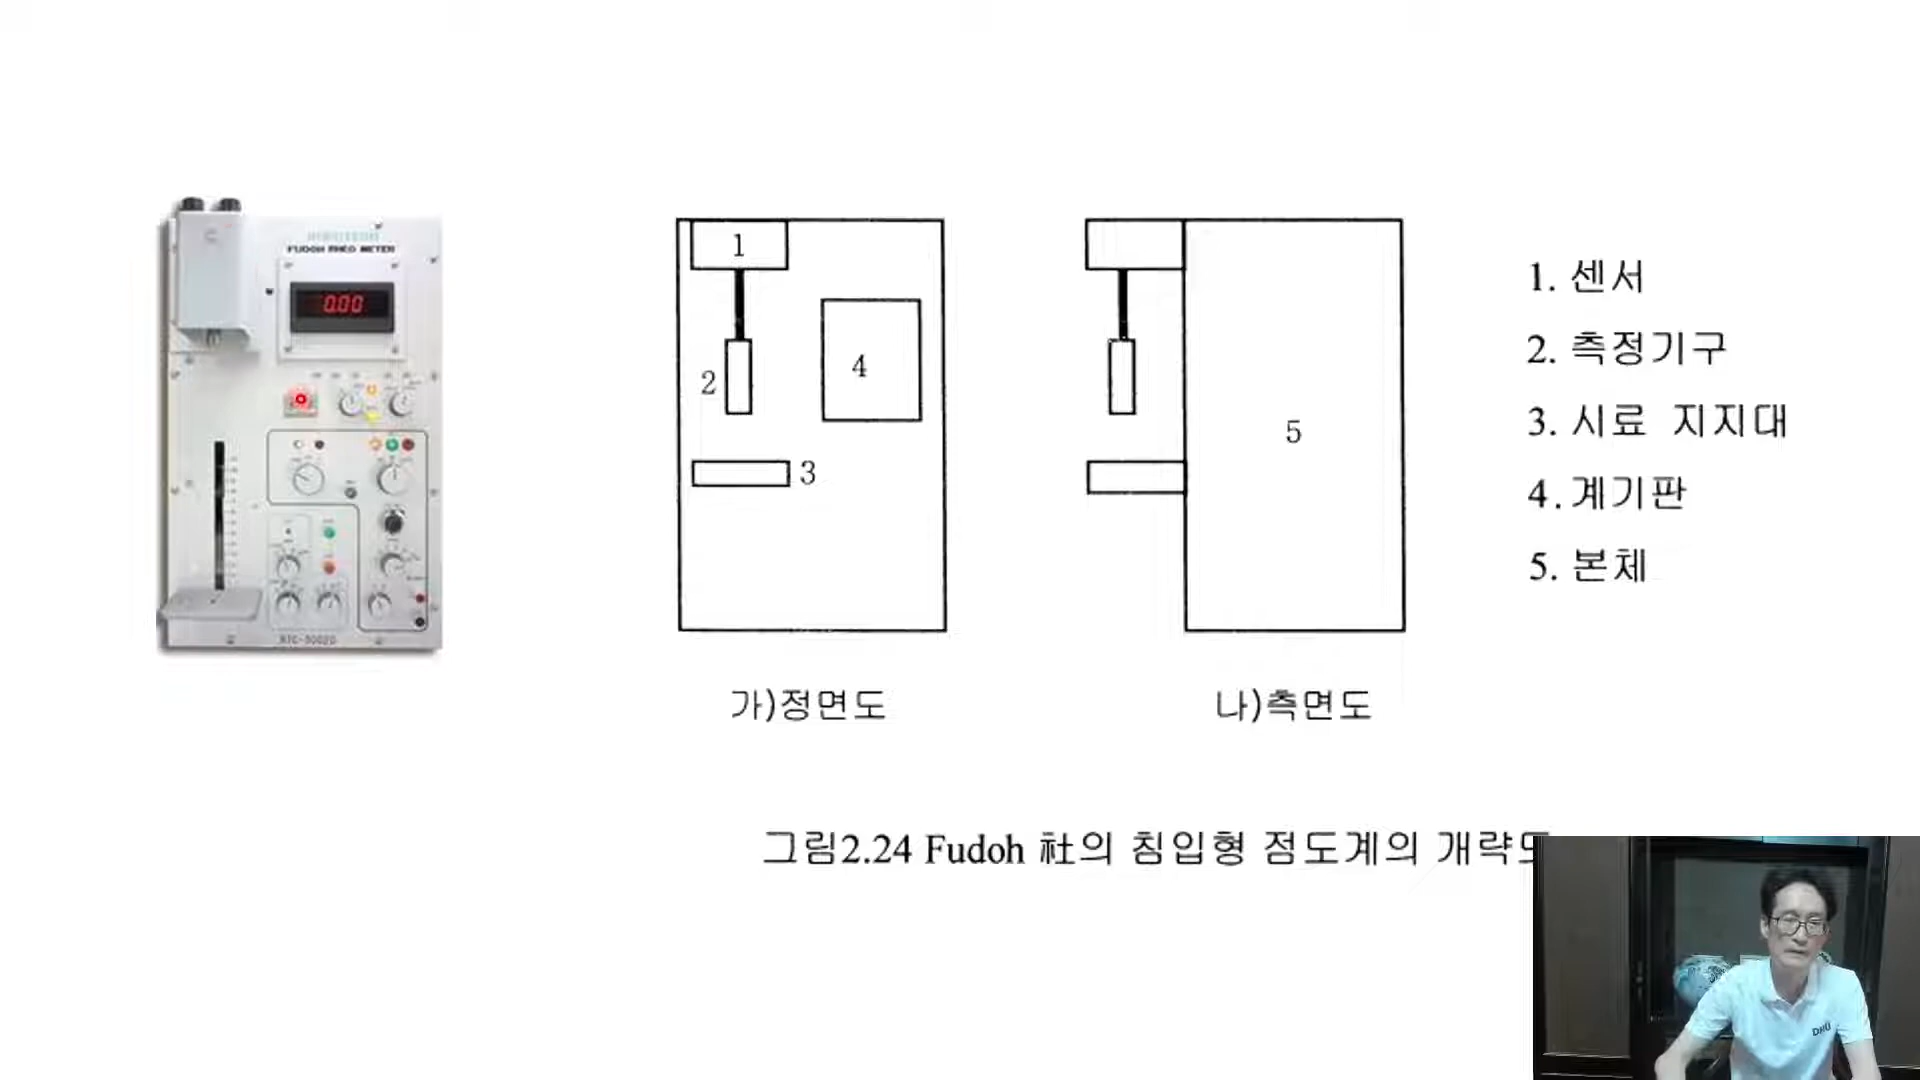 FUDOH RHEO METER
0.00
1
2
3
4
5
1. 센서
2. 측정기구
3. 시료 지지대
4. 계기판
5. 본체
가)정면도
나)측면도
그림2.24 Fudoh 社의 침입형 점도계의 개략도